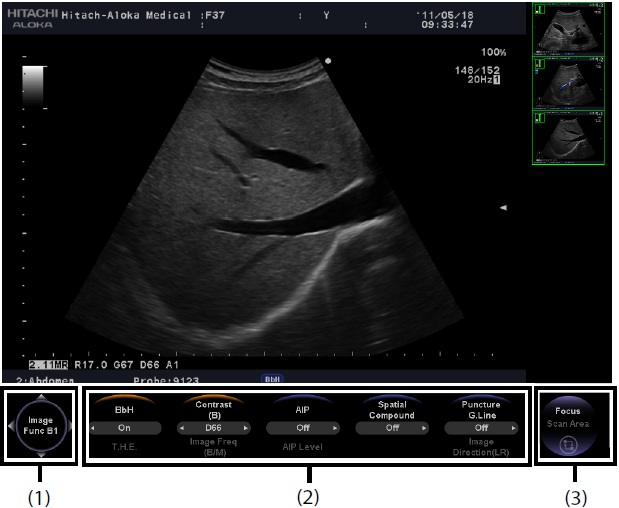 HITACHI Hitach-Aloka Medical :F37 : Y '11/05/18
ALOKA : : 09:33:47
100%
148/152
20Hz1
2.11MR R17.0 G67 D66 A1
2:Abdomen Probe:9123 BbH
Image
Func B1
BbH
On
T.H.E.
Contrast
(B)
D66
Image Freq
(B/M)
AIP
Off
AIP Level
Spatial
Compound
Off
Puncture
G.Line
Off
Image
Direction(LR)
Focus
Scan Area
(1) (2) (3)